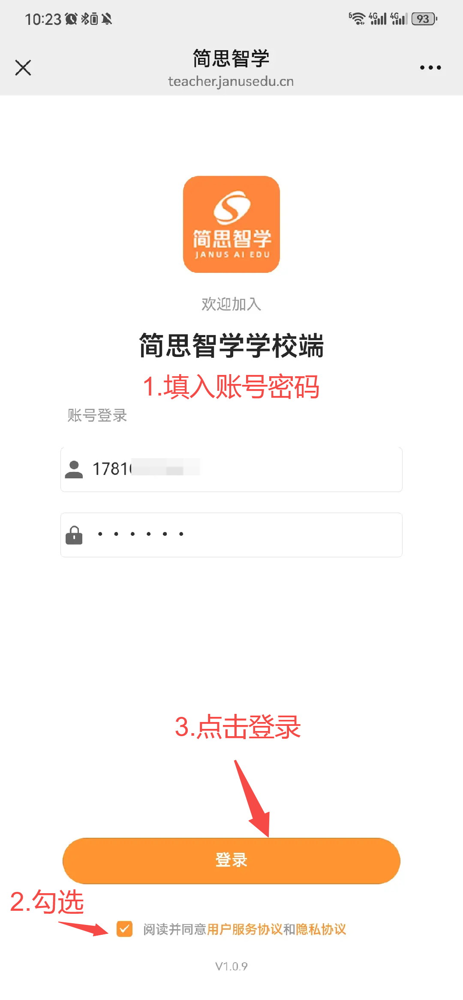 10:23
6 4G 4G 93
简思智学
teacher.janusedu.cn
简思智学
JANUS AI EDU
欢迎加入
简思智学学校端
1.填入账号密码
账号登录
1781
3.点击登录
登录
2.勾选
阅读并同意用户服务协议和隐私协议
V1.0.9